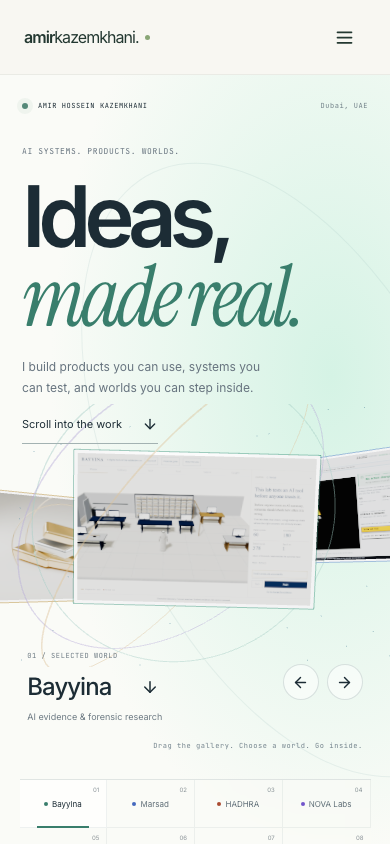 amirkazemkhani.
AMIR HOSSEIN KAZEMKHANI
Dubai, UAE
AI SYSTEMS. PRODUCTS. WORLDS.
Ideas,
made real.
I build products you can use, systems you
can test, and worlds you can step inside.
Scroll into the work
BAYYINA
01 / SELECTED WORLD
Bayyina
AI evidence & forensic research
Drag the gallery. Choose a world. Go inside.
01
Bayyina
02
Marsad
03
HADHRA
04
NOVA Labs
05
06
07
08